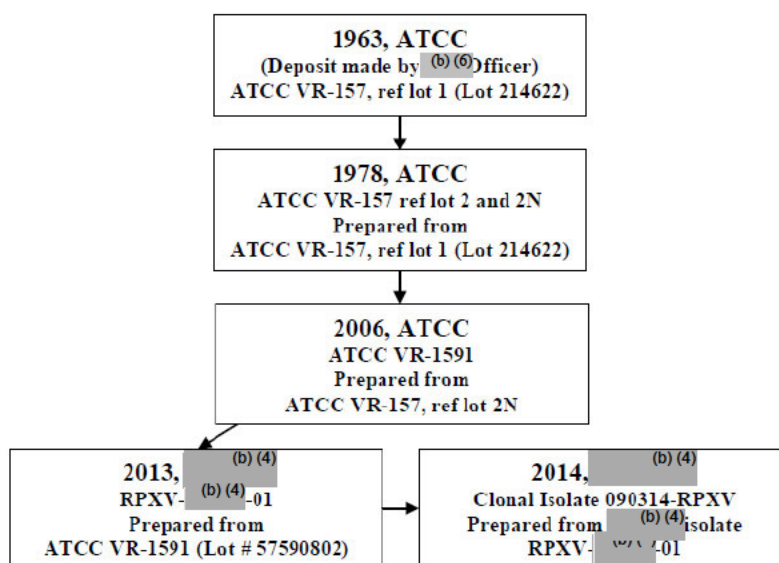 1963, ATCC
(Deposit made by (b) (6) Officer)
ATCC VR-157, ref lot 1 (Lot 214622)
1978, ATCC
ATCC VR-157 ref lot 2 and 2N
Prepared from
ATCC VR-157, ref lot 1 (Lot 214622)
2006, ATCC
ATCC VR-1591
Prepared from
ATCC VR-157, ref lot 2N
2013, (b) (4)
RPXV- (b) (4) -01
Prepared from
ATCC VR-1591 (Lot # 57590802)
2014, (b) (4)
Clonal Isolate 090314-RPXV
Prepared from (b) (4) isolate
RPXV- -01